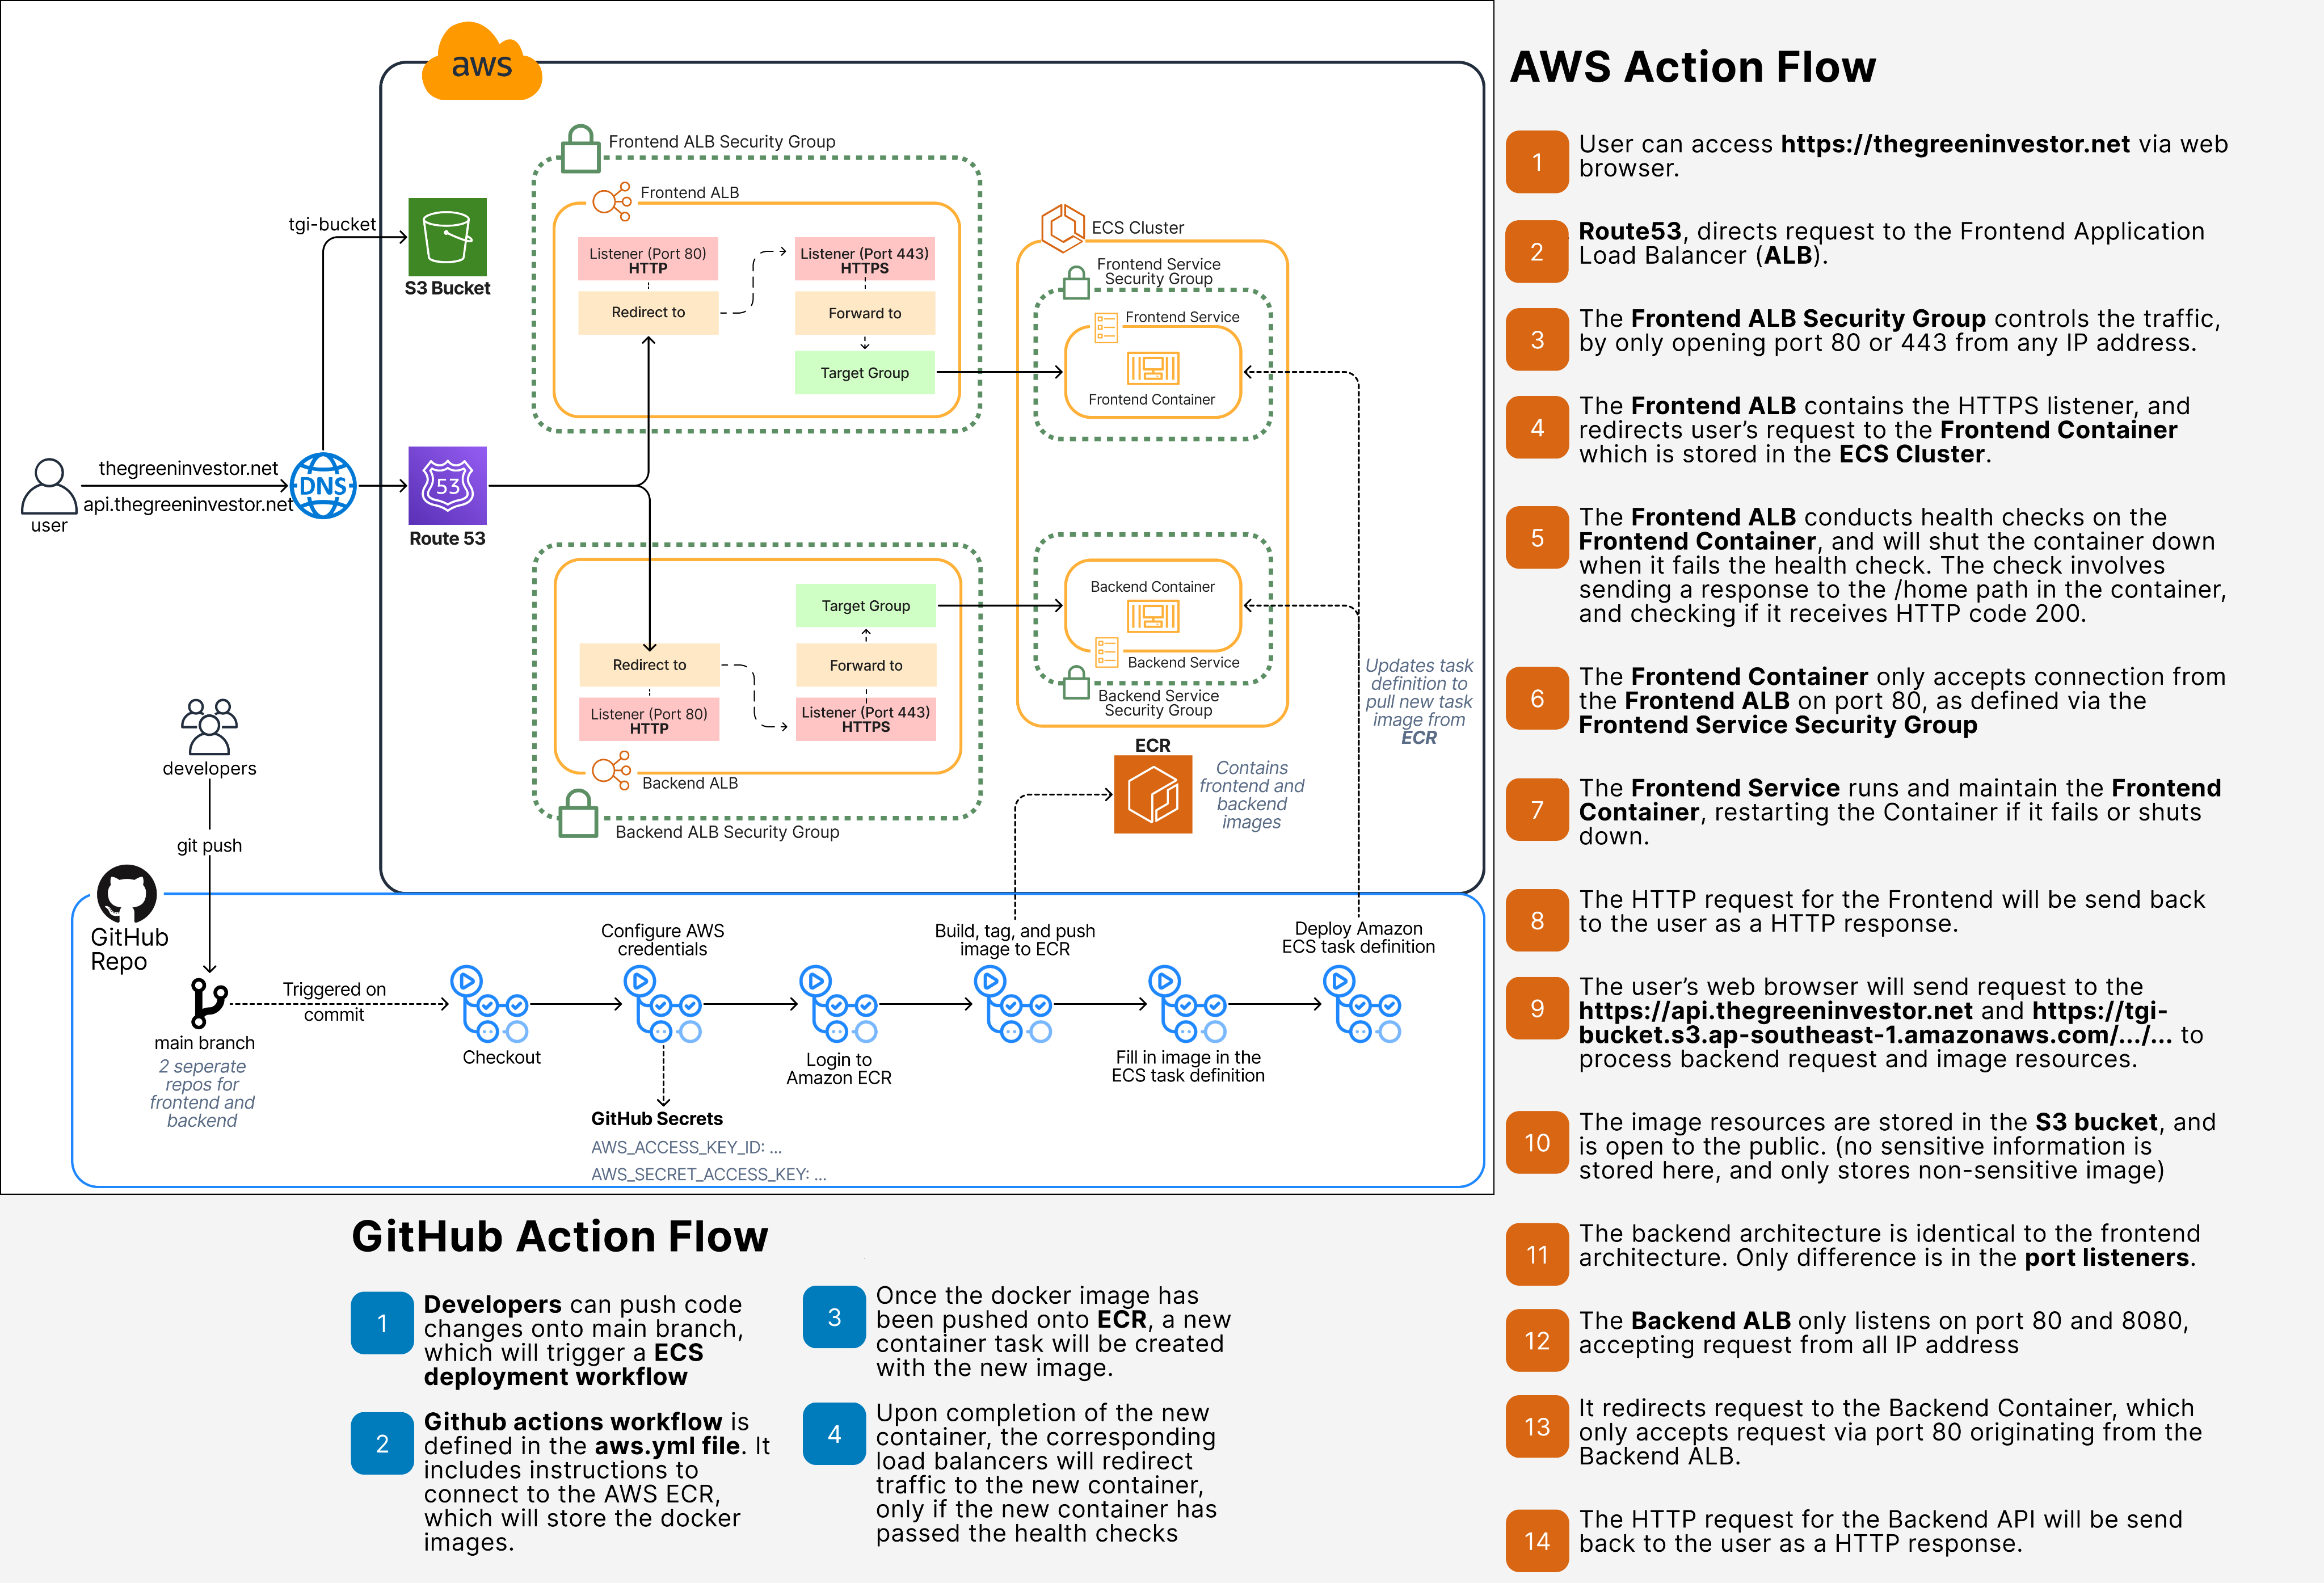 aws
Frontend ALB Security Group
Frontend ALB
Listener (Port 80)
HTTP
Redirect to
Listener (Port 443)
HTTPS
Forward to
Target Group
tgi-bucket
S3 Bucket
ECS Cluster
Frontend Service
Security Group
Frontend Service
Frontend Container
thegreeninvestor.net
api.thegreeninvestor.net
user
DNS
53
Route 53
Target Group
Redirect to
Forward to
Listener (Port 80)
HTTP
Listener (Port 443)
HTTPS
Backend ALB
Backend ALB Security Group
Backend Container
Backend Service
Backend Service
Security Group
Updates task
definition to
pull new task
image from
ECR
ECR
Contains
frontend and
backend
images
developers
git push
GitHub
Repo
main branch
2 seperate
repos for
frontend and
backend
Triggered on
commit
Checkout
Configure AWS
credentials
GitHub Secrets
AWS_ACCESS_KEY_ID: ...
AWS_SECRET_ACCESS_KEY: ...
Login to
Amazon ECR
Build, tag, and push
image to ECR
Fill in image in the
ECS task definition
Deploy Amazon
ECS task definition
GitHub Action Flow
1
Developers can push code
changes onto main branch,
which will trigger a ECS
deployment workflow
2
Github actions workflow is
defined in the aws.yml file. It
includes instructions to
connect to the AWS ECR,
which will store the docker
images.
3
Once the docker image has
been pushed onto ECR, a new
container task will be created
with the new image.
4
Upon completion of the new
container, the corresponding
load balancers will redirect
traffic to the new container,
only if the new container has
passed the health checks
AWS Action Flow
1
User can access https://thegreeninvestor.net via web
browser.
2
Route53, directs request to the Frontend Application
Load Balancer (ALB).
3
The Frontend ALB Security Group controls the traffic,
by only opening port 80 or 443 from any IP address.
4
The Frontend ALB contains the HTTPS listener, and
redirects user’s request to the Frontend Container
which is stored in the ECS Cluster.
5
The Frontend ALB conducts health checks on the
Frontend Container, and will shut the container down
when it fails the health check. The check involves
sending a response to the /home path in the container,
and checking if it receives HTTP code 200.
6
The Frontend Container only accepts connection from
the Frontend ALB on port 80, as defined via the
Frontend Service Security Group
7
The Frontend Service runs and maintain the Frontend
Container, restarting the Container if it fails or shuts
down.
8
The HTTP request for the Frontend will be send back
to the user as a HTTP response.
9
The user’s web browser will send request to the
https://api.thegreeninvestor.net and https://tgi-
bucket.s3.ap-southeast-1.amazonaws.com/.../... to
process backend request and image resources.
10
The image resources are stored in the S3 bucket, and
is open to the public. (no sensitive information is
stored here, and only stores non-sensitive image)
11
The backend architecture is identical to the frontend
architecture. Only difference is in the port listeners.
12
The Backend ALB only listens on port 80 and 8080,
accepting request from all IP address
13
It redirects request to the Backend Container, which
only accepts request via port 80 originating from the
Backend ALB.
14
The HTTP request for the Backend API will be send
back to the user as a HTTP response.